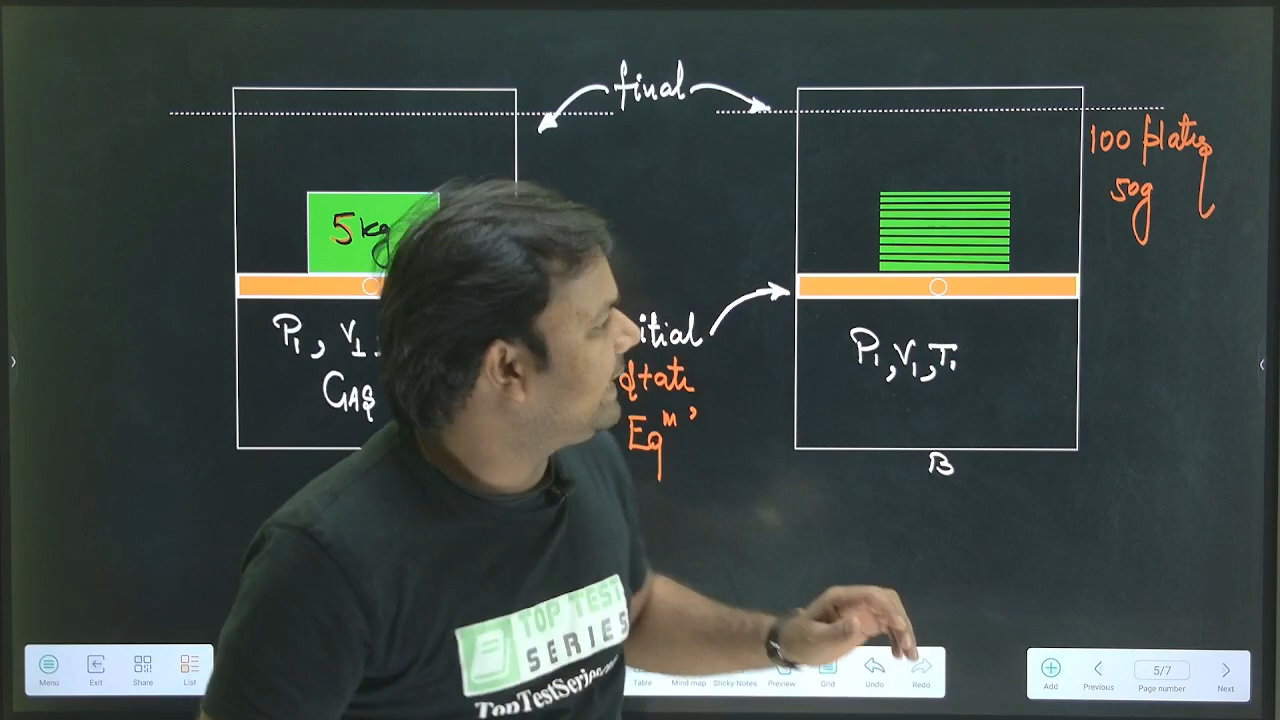 final
100 plates
50g
5kg
P1, V1
GAS
itial
State
Eqm'
P1, V1, T1
B
TOP TEST
SERIES
TopTestSeries
Menu
Exit
Share
List
Table
Mind map
Sticky Notes
Preview
Grid
Undo
Redo
Add
Previous
5/7
Page number
Next